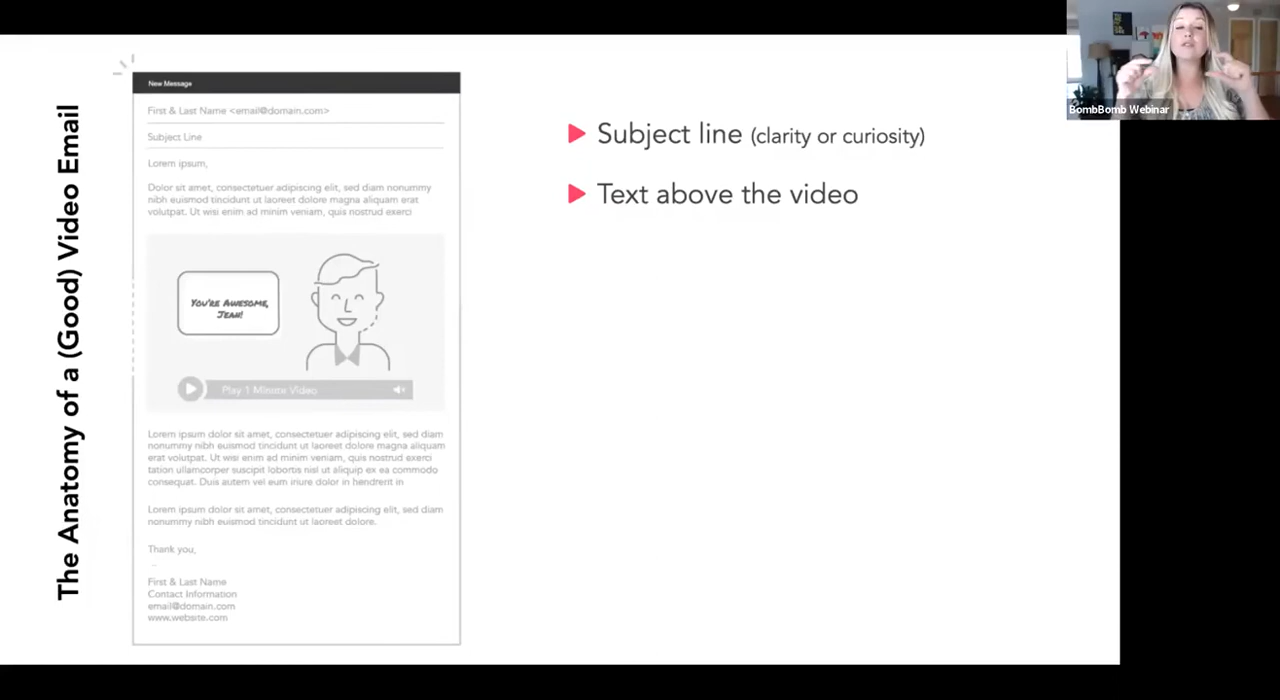 The Anatomy of a (Good) Video Email
New Message
First & Last Name <email@domain.com>
Subject Line
Lorem ipsum,
Dolor sit amet, consectetuer adipiscing elit, sed diam nonummy
nibh euismod tincidunt ut laoreet dolore magna aliquam erat
volutpat. Ut wisi enim ad minim veniam, quis nostrud exerci
YOU'RE AWESOME,
JEAH!
Play 1 Minute Video
Lorem ipsum dolor sit amet, consectetuer adipiscing elit, sed diam
nonummy nibh euismod tincidunt ut laoreet dolore magna aliquam
erat volutpat. Ut wisi enim ad minim veniam, quis nostrud exerci
tation ullamcorper suscipit lobortis nisl ut aliquip ex ea commodo
consequat. Duis autem vel eum iriure dolor in hendrerit in
Lorem ipsum dolor sit amet, consectetuer adipiscing elit, sed diam
nonummy nibh euismod tincidunt ut laoreet dolore.
Thank you,
First & Last Name
Contact Information
email@domain.com
www.website.com
Subject line (clarity or curiosity)
Text above the video
BombBomb Webinar